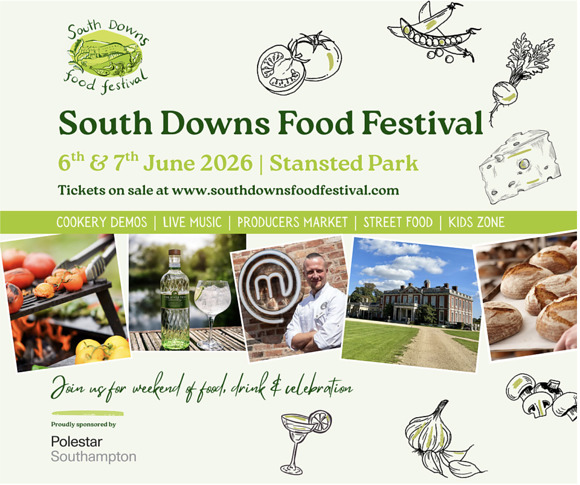 South Downs
food festival
South Downs Food Festival
6th & 7th June 2026 | Stansted Park
Tickets on sale at www.southdownsfoodfestival.com
COOKERY DEMOS | LIVE MUSIC | PRODUCERS MARKET | STREET FOOD | KIDS ZONE
Join us for weekend of food, drink & celebration
Proudly sponsored by
Polestar
Southampton